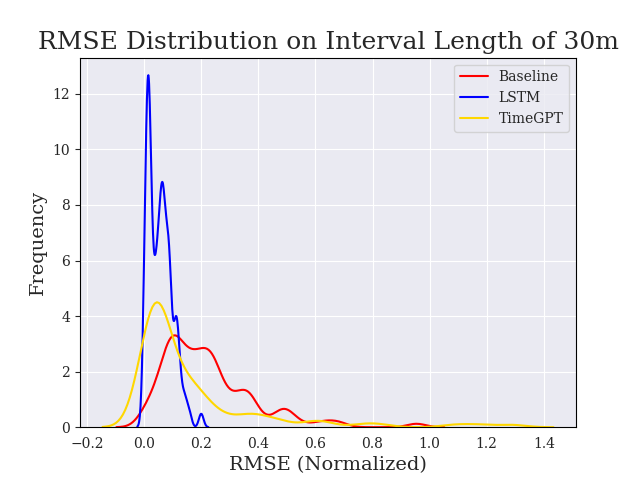 RMSE Distribution on Interval Length of 30m
Baseline
LSTM
TimeGPT
12
10
8
6
4
2
0
Frequency
−0.2 0.0 0.2 0.4 0.6 0.8 1.0 1.2 1.4
RMSE (Normalized)